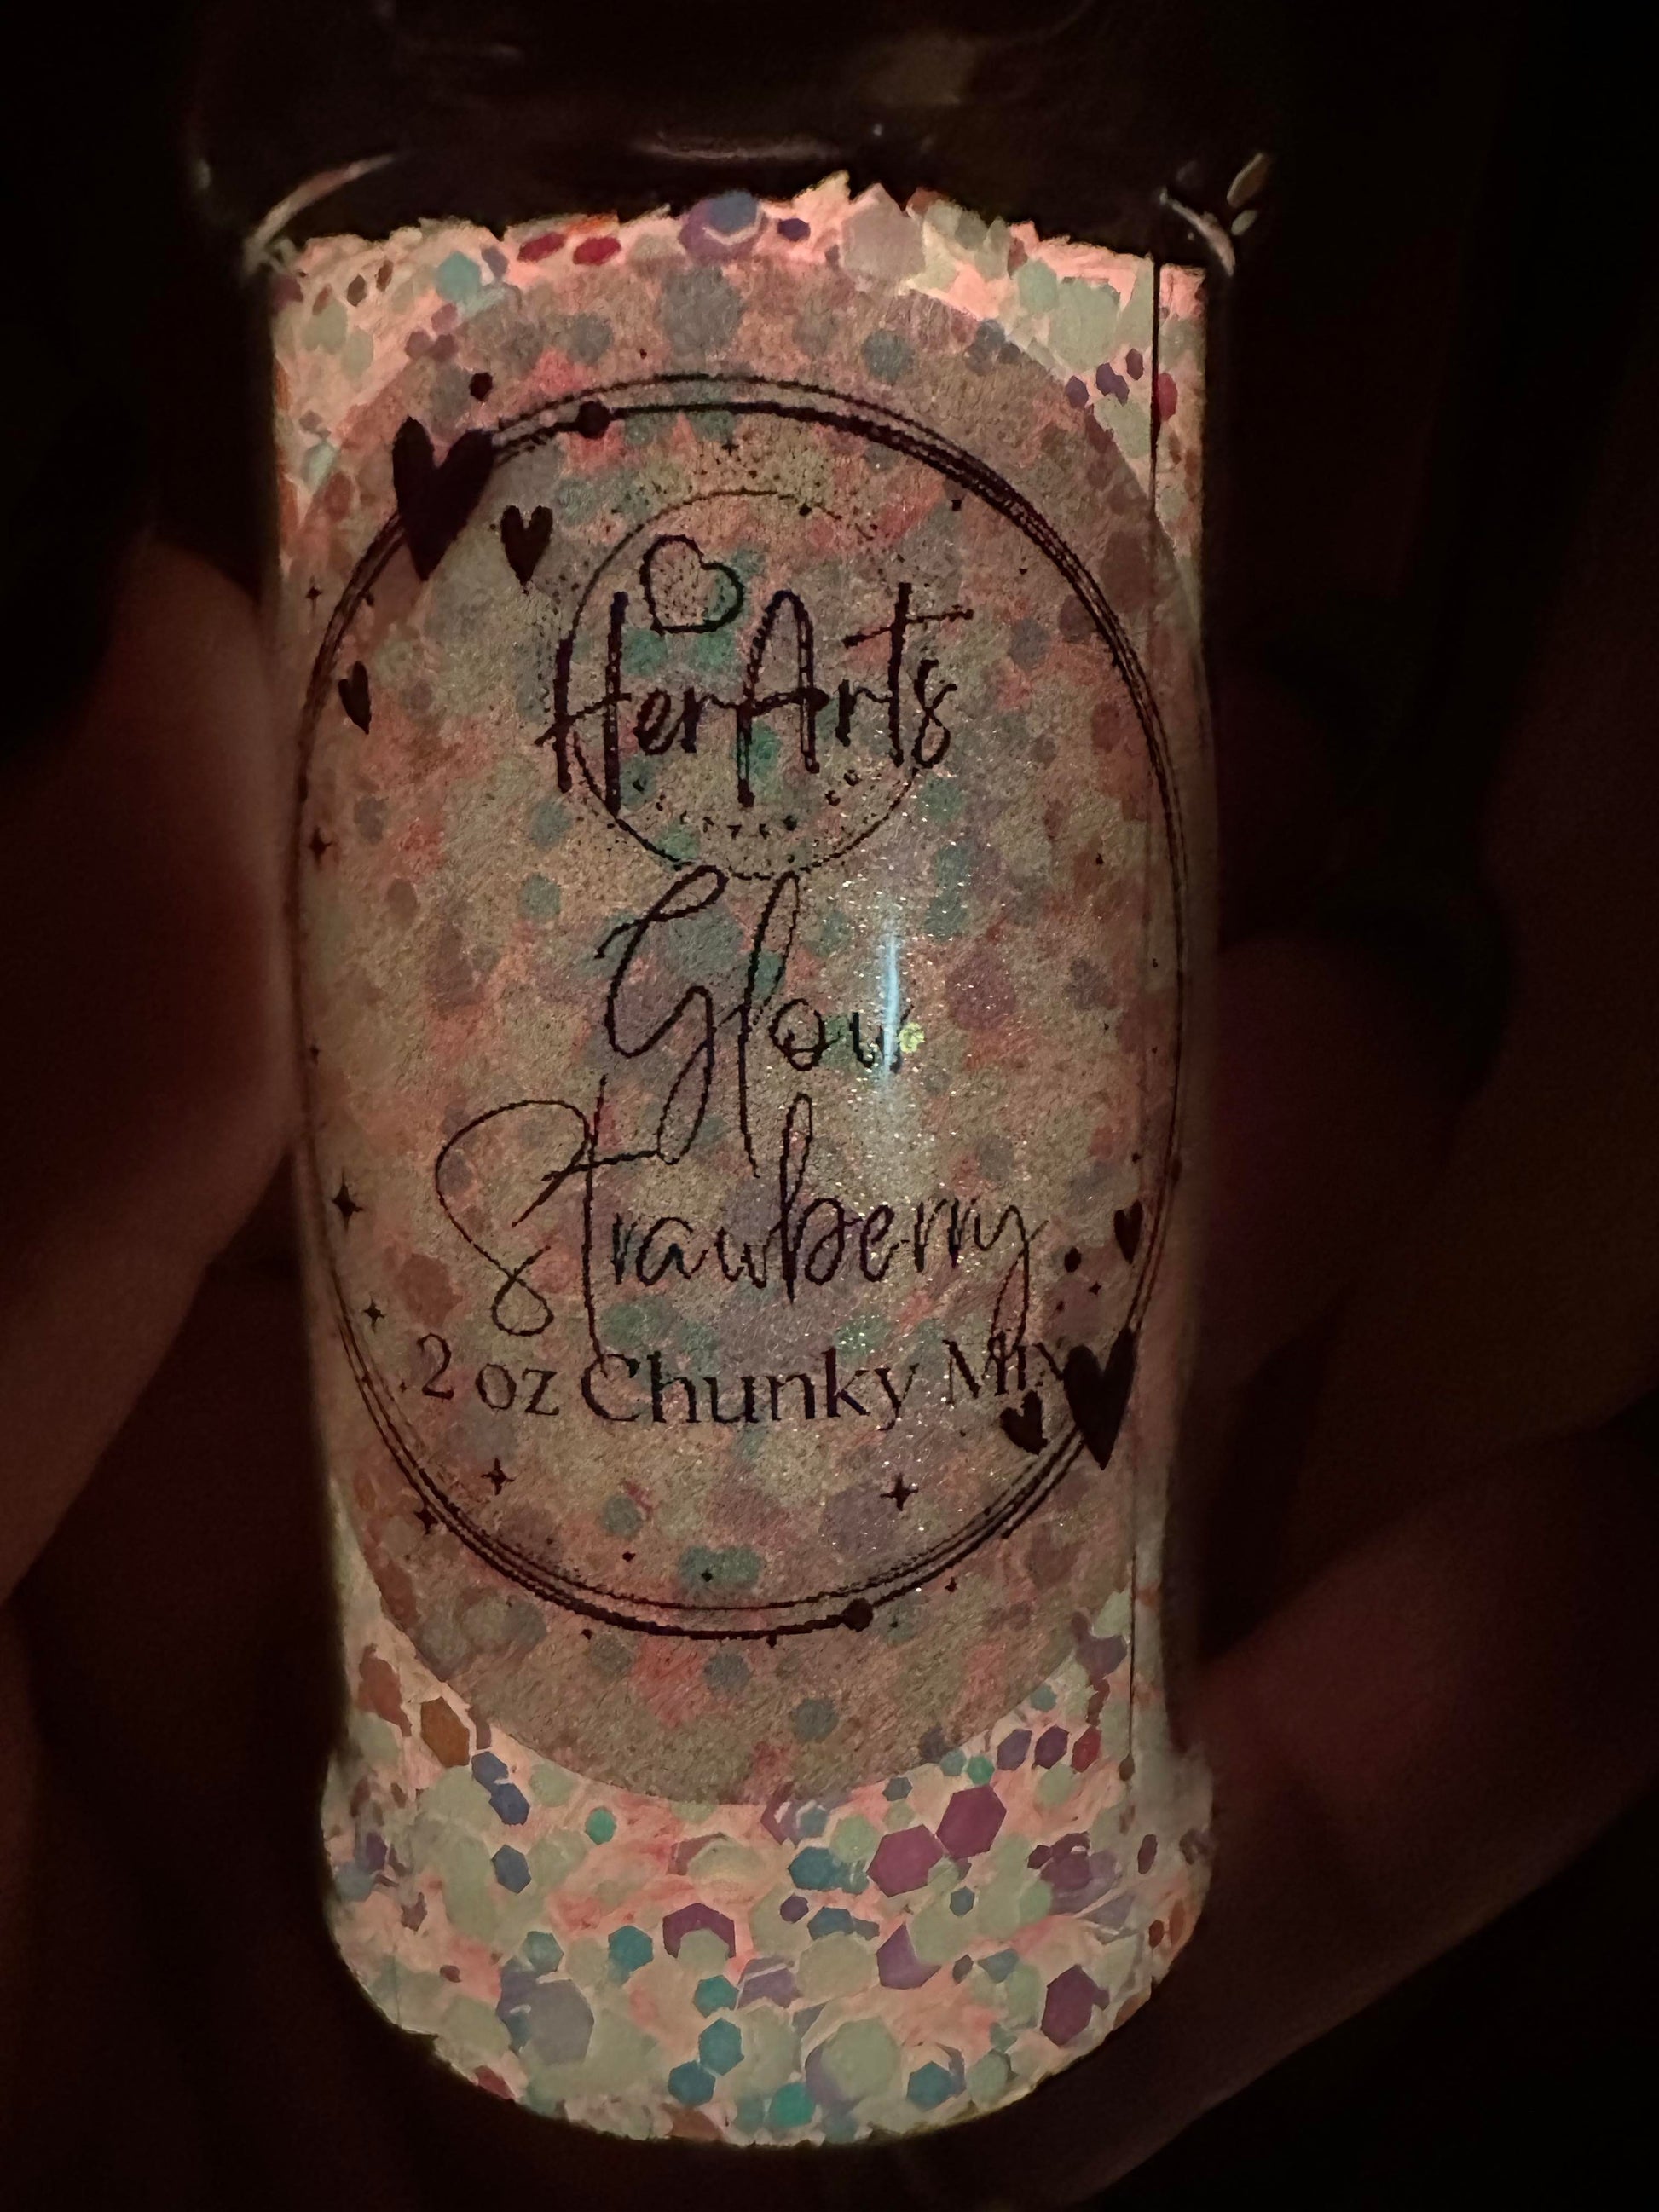 HerArts
Glow
Strawberry
2 oz Chunky Mix